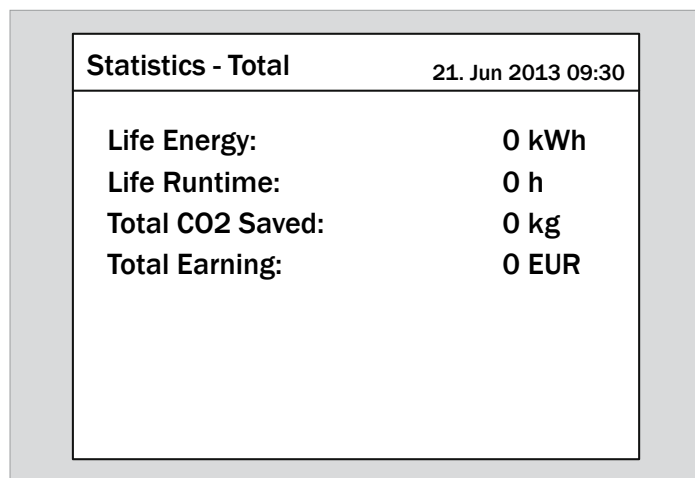 Statistics - Total 21. Jun 2013 09:30
Life Energy: 0 kWh
Life Runtime: 0 h
Total CO2 Saved: 0 kg
Total Earning: 0 EUR